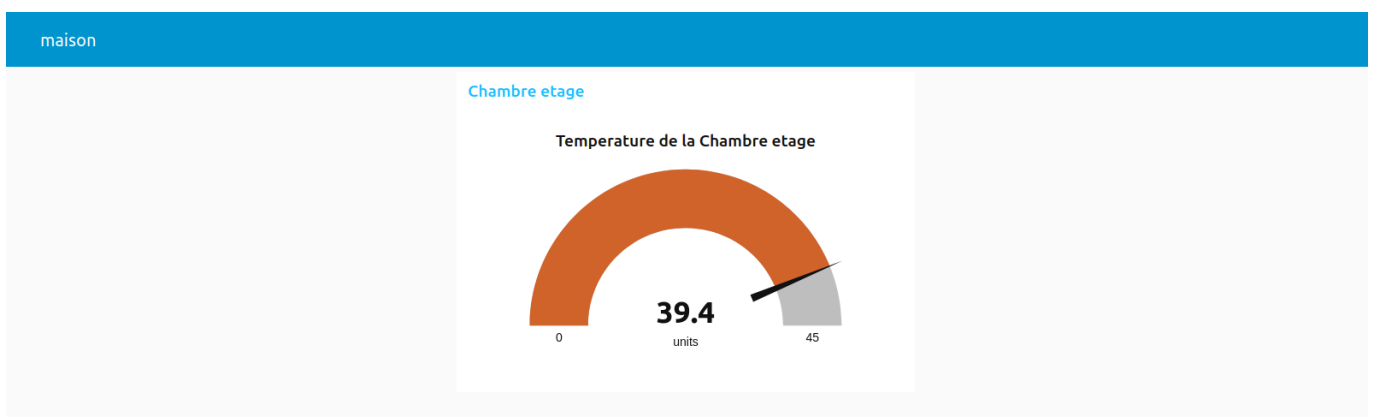 maison
Chambre etage
Temperature de la Chambre etage
39.4
units
0
45